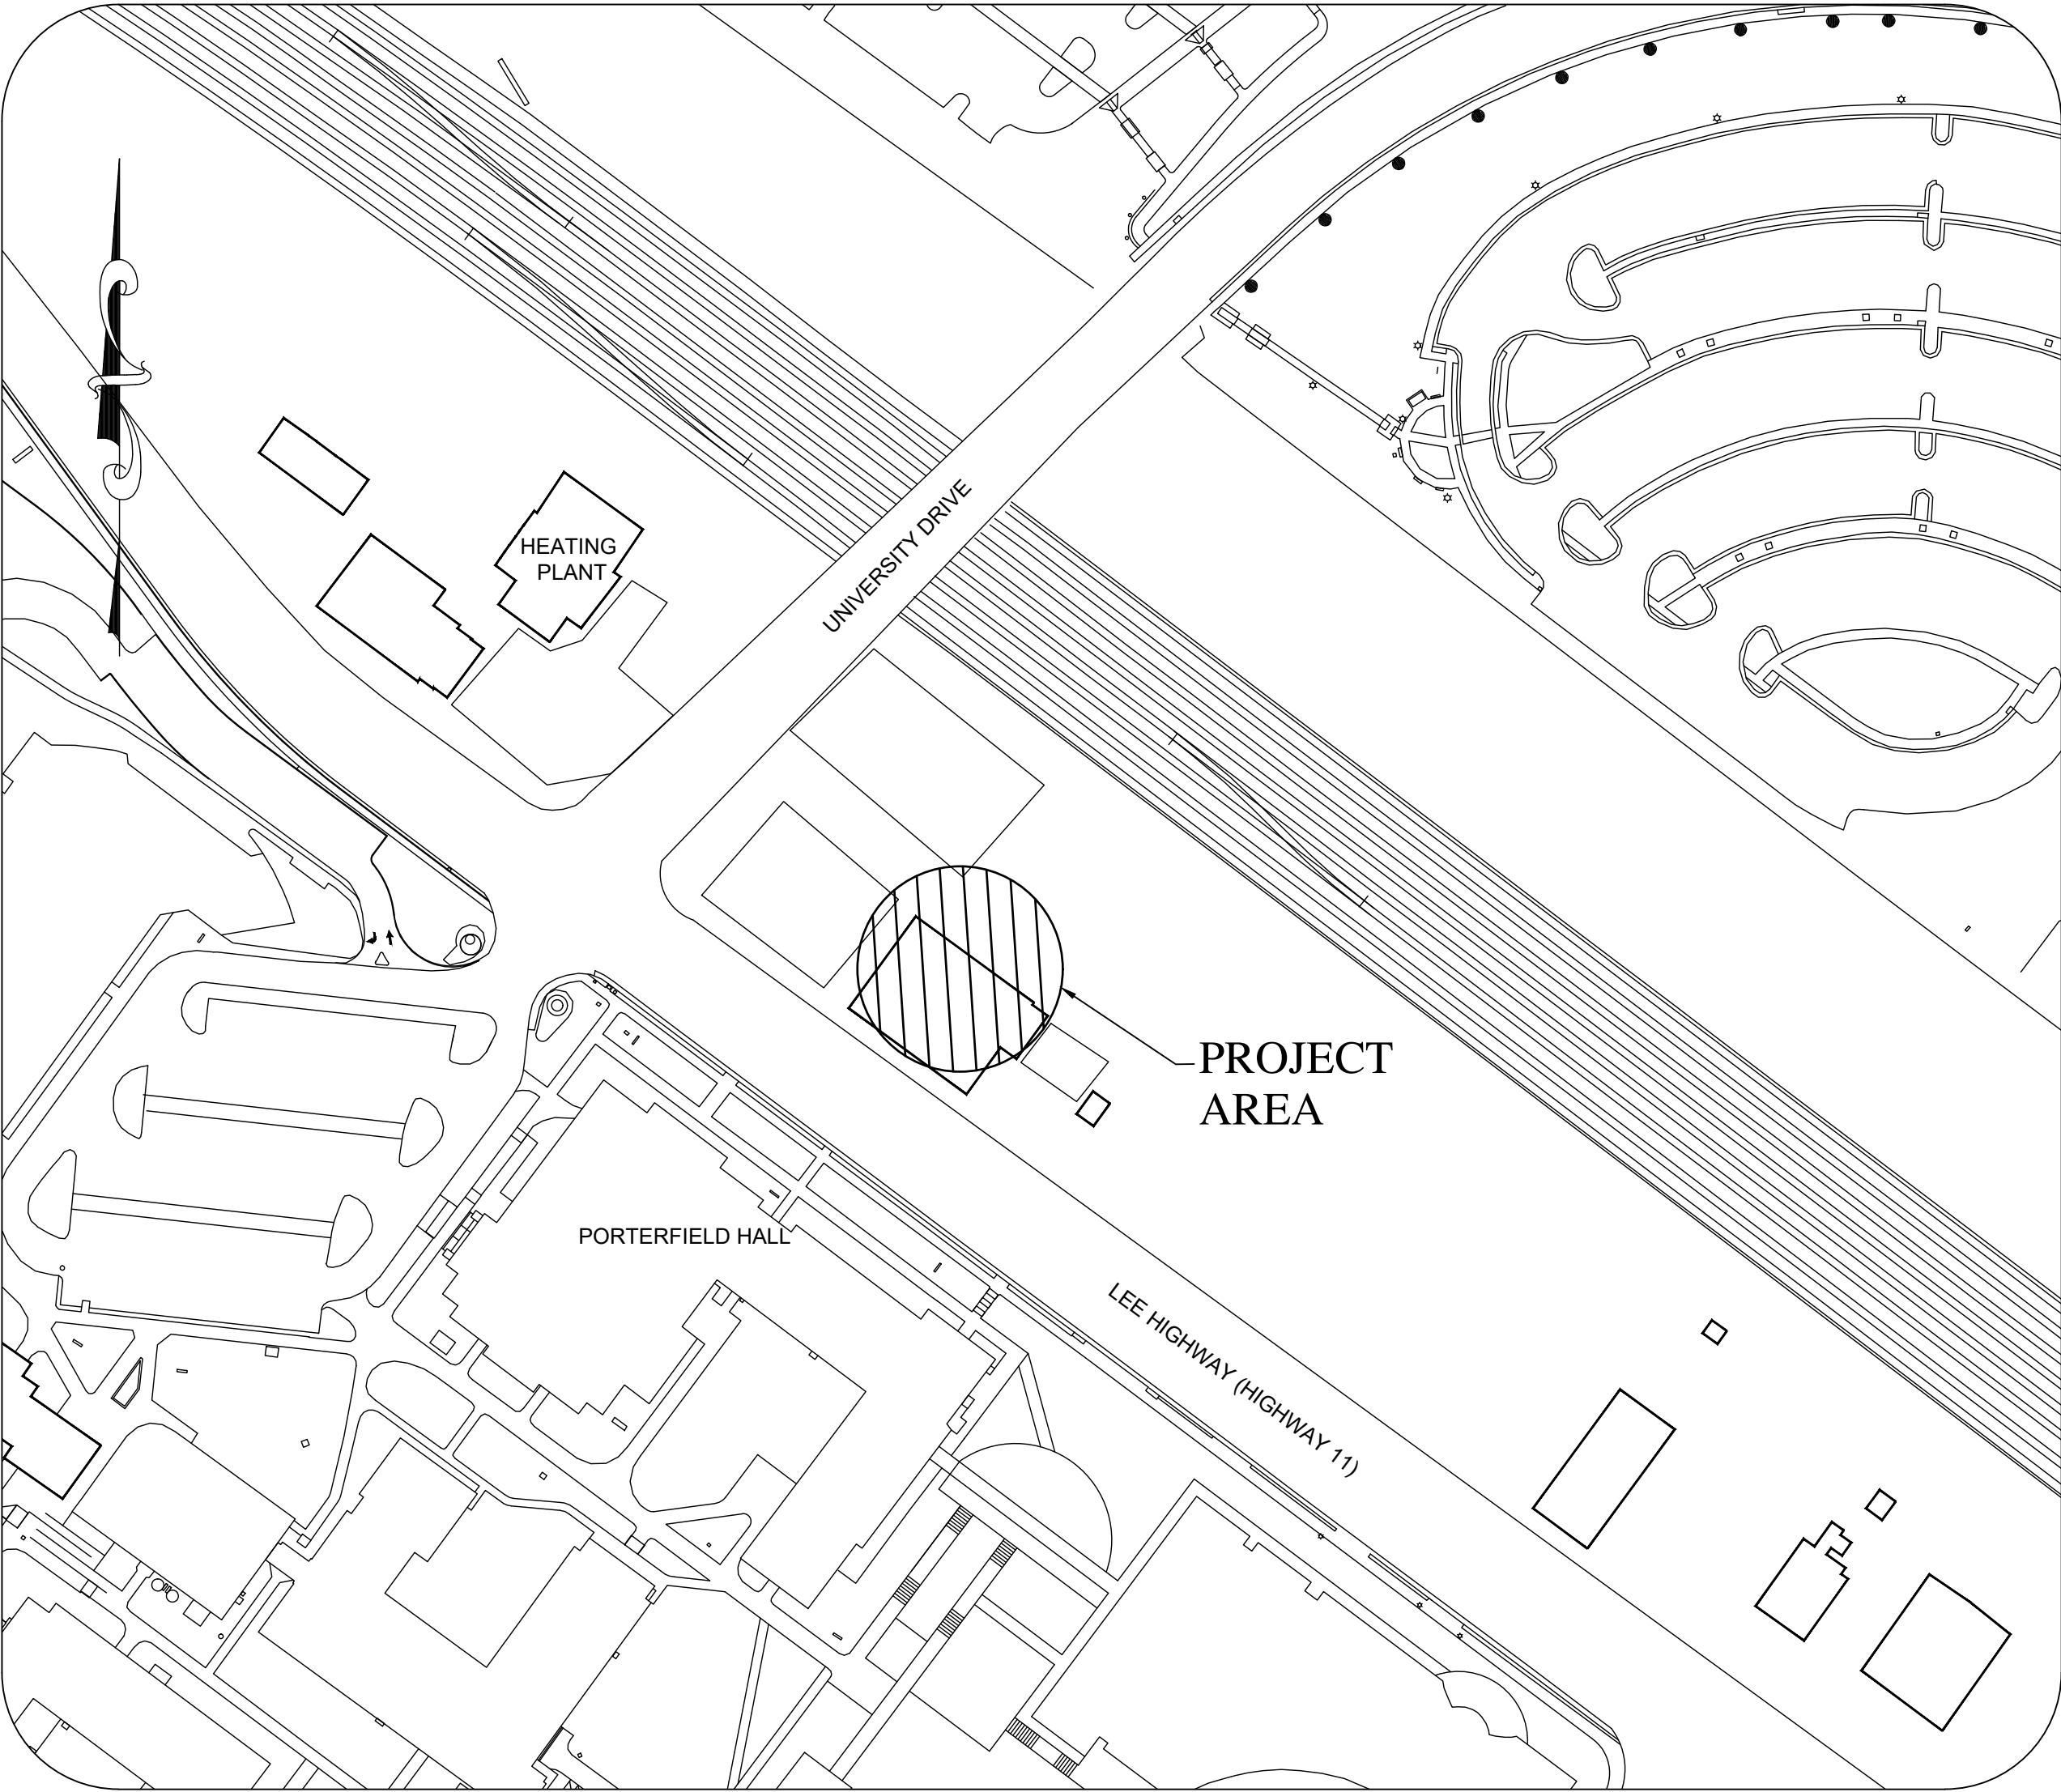 HEATING
PLANT
UNIVERSITY DRIVE
PROJECT
AREA
PORTERFIELD HALL
LEE HIGHWAY (HIGHWAY 11)